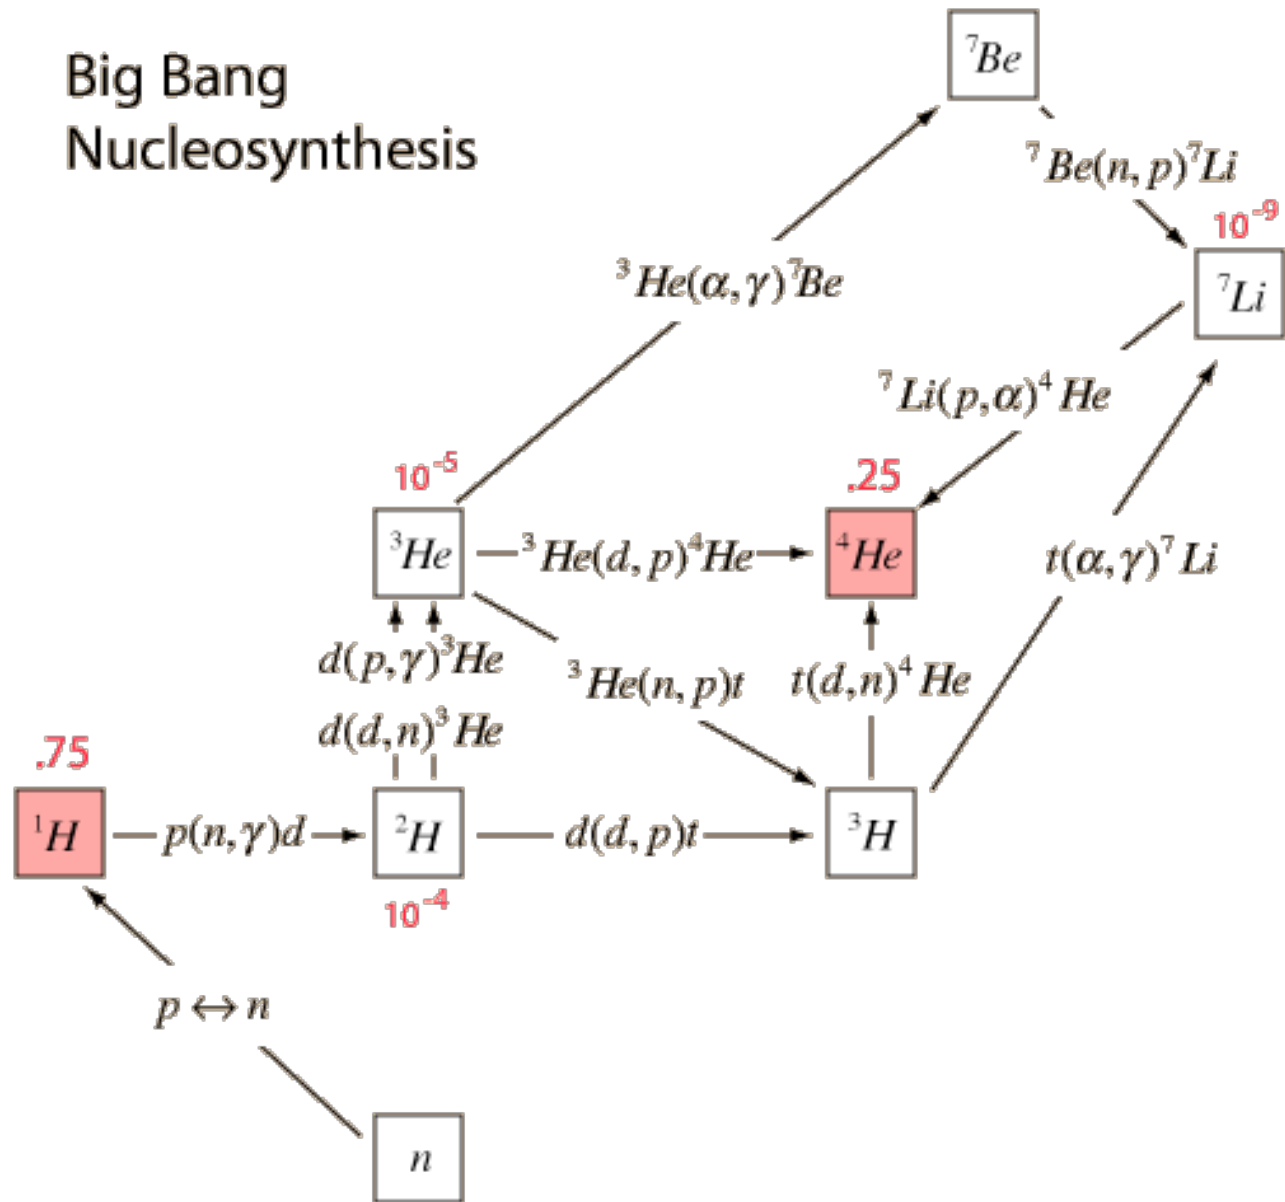 Big Bang
Nucleosynthesis
⁷Be
⁷Be(n, p)⁷Li
10⁻⁹
⁷Li
³He(α, γ)⁷Be
⁷Li(p, α)⁴He
10⁻⁵
.25
³He
³He(d, p)⁴He
⁴He
t(α, γ)⁷Li
d(p, γ)³He
³He(n, p)t
t(d, n)⁴He
d(d, n)³He
.75
¹H
p(n, γ)d
²H
d(d, p)t
³H
10⁻⁴
p ↔ n
n